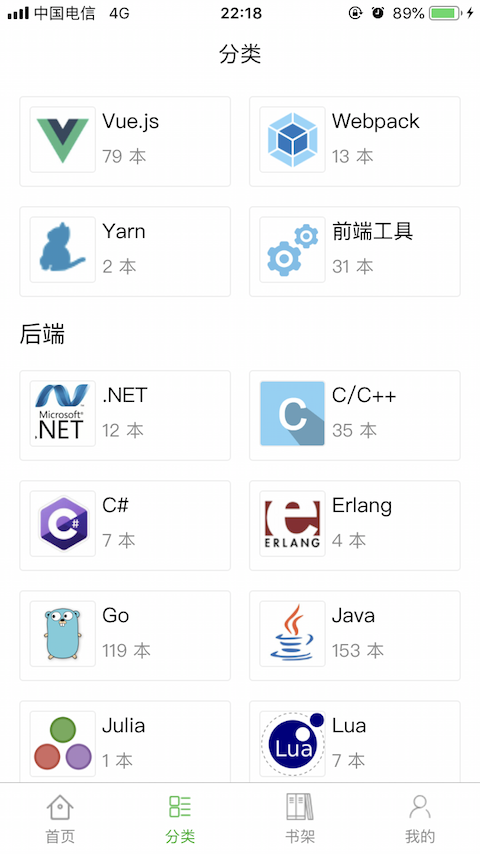 中国电信 4G 22:18 89%
分类
Vue.js
79 本
Webpack
13 本
Yarn
2 本
前端工具
31 本
后端
Microsoft®
.NET
.NET
12 本
C
C/C++
35 本
C#
C#
7 本
e
ERLANG
Erlang
4 本
Go
119 本
Java
153 本
Julia
1 本
Lua
Lua
7 本
首页 分类 书架 我的